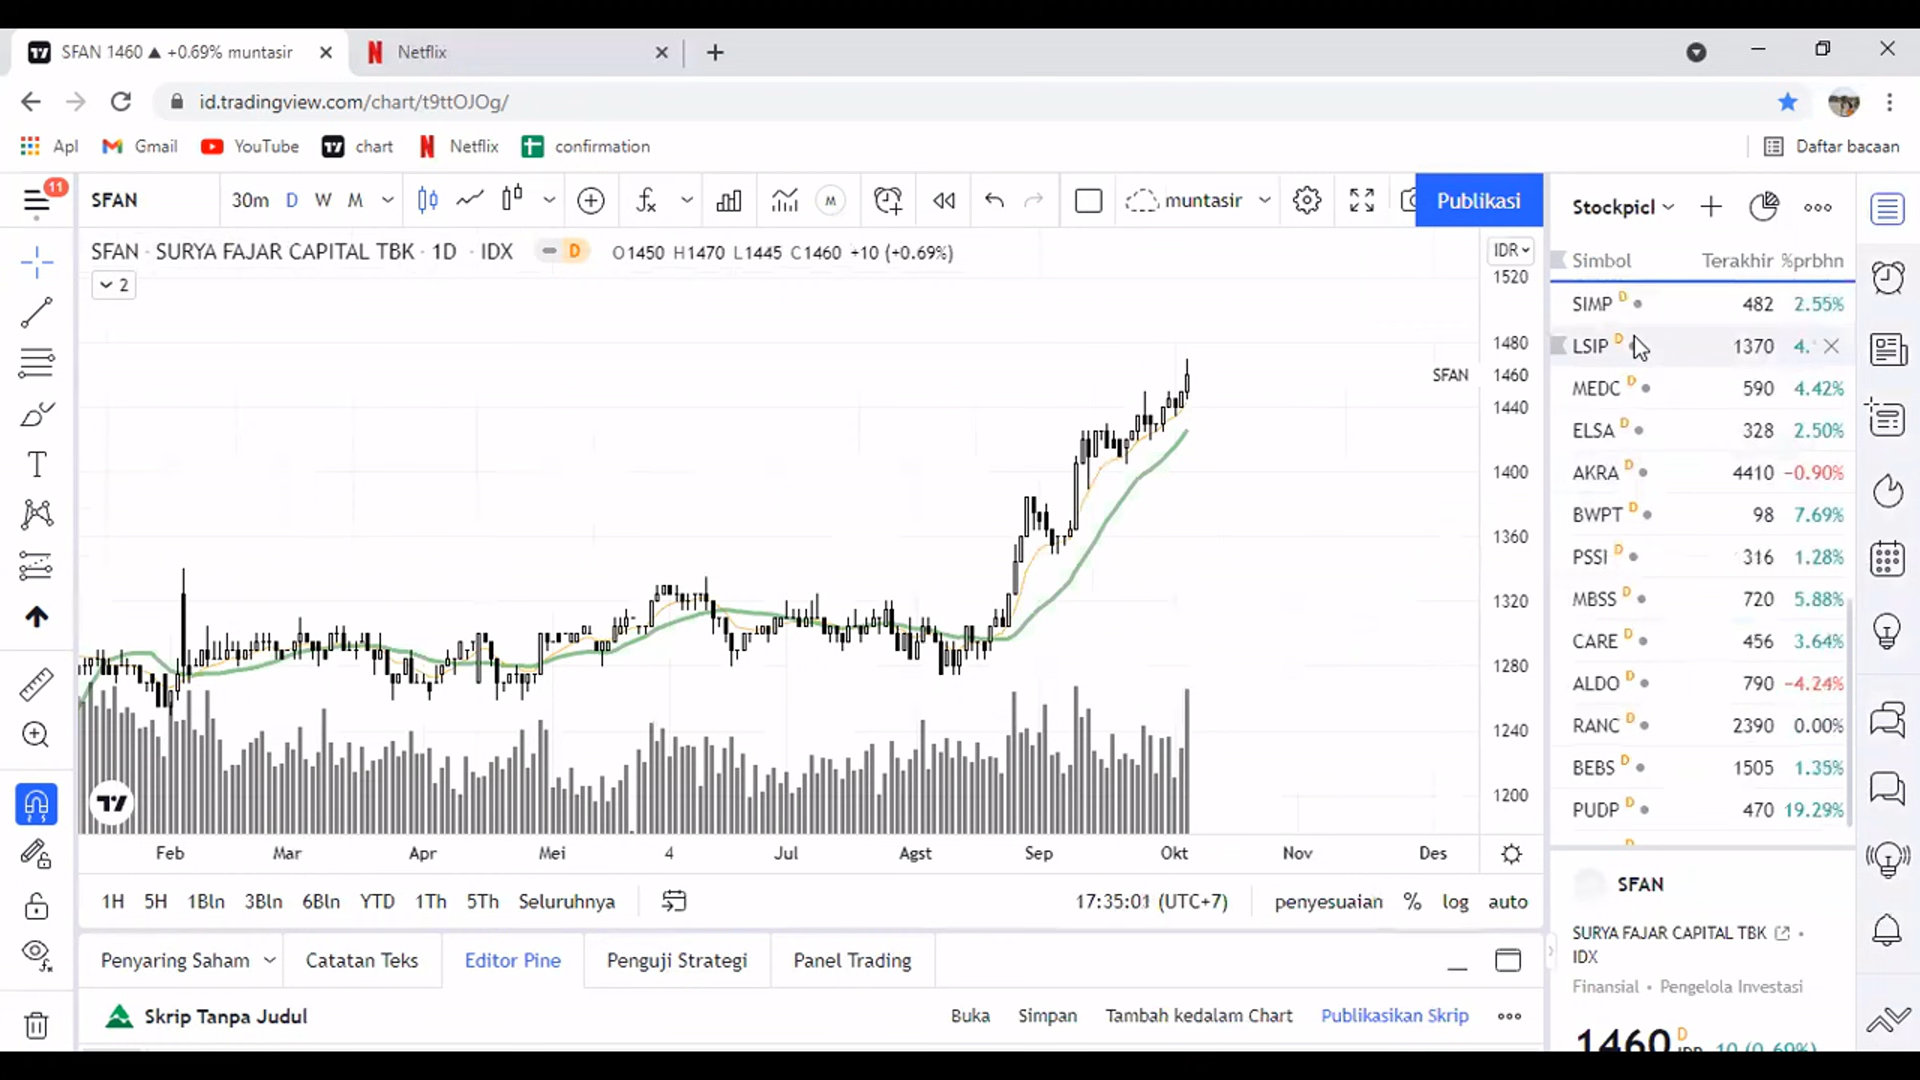 SFAN 1460 ▲ +0.69% muntasir
Netflix
id.tradingview.com/chart/t9ttOJOg/
Apl Gmail YouTube chart Netflix confirmation Daftar bacaan
11
SFAN 30m D W M muntasir Publikasi
SFAN · SURYA FAJAR CAPITAL TBK · 1D · IDX D O1450 H1470 L1445 C1460 +10 (+0.69%)
2
IDR
1520
1480
SFAN 1460
1440
1400
1360
1320
1280
1240
1200
Feb Mar Apr Mei 4 Jul Agst Sep Okt Nov Des
1H 5H 1Bln 3Bln 6Bln YTD 1Th 5Th Seluruhnya 17:35:01 (UTC+7) penyesuaian % log auto
Penyaring Saham Catatan Teks Editor Pine Penguji Strategi Panel Trading
Skrip Tanpa Judul Buka Simpan Tambah kedalam Chart Publikasikan Skrip
Stockpicl
Simbol Terakhir %prbhn
SIMP D 482 2.55%
LSIP D 1370 4.
MEDC D 590 4.42%
ELSA D 328 2.50%
AKRA D 4410 −0.90%
BWPT D 98 7.69%
PSSI D 316 1.28%
MBSS D 720 5.88%
CARE D 456 3.64%
ALDO D 790 −4.24%
RANC D 2390 0.00%
BEBS D 1505 1.35%
PUDP D 470 19.29%
SFAN
SURYA FAJAR CAPITAL TBK
IDX
Finansial • Pengelola Investasi
1460 D IDR 10 (0.69%)